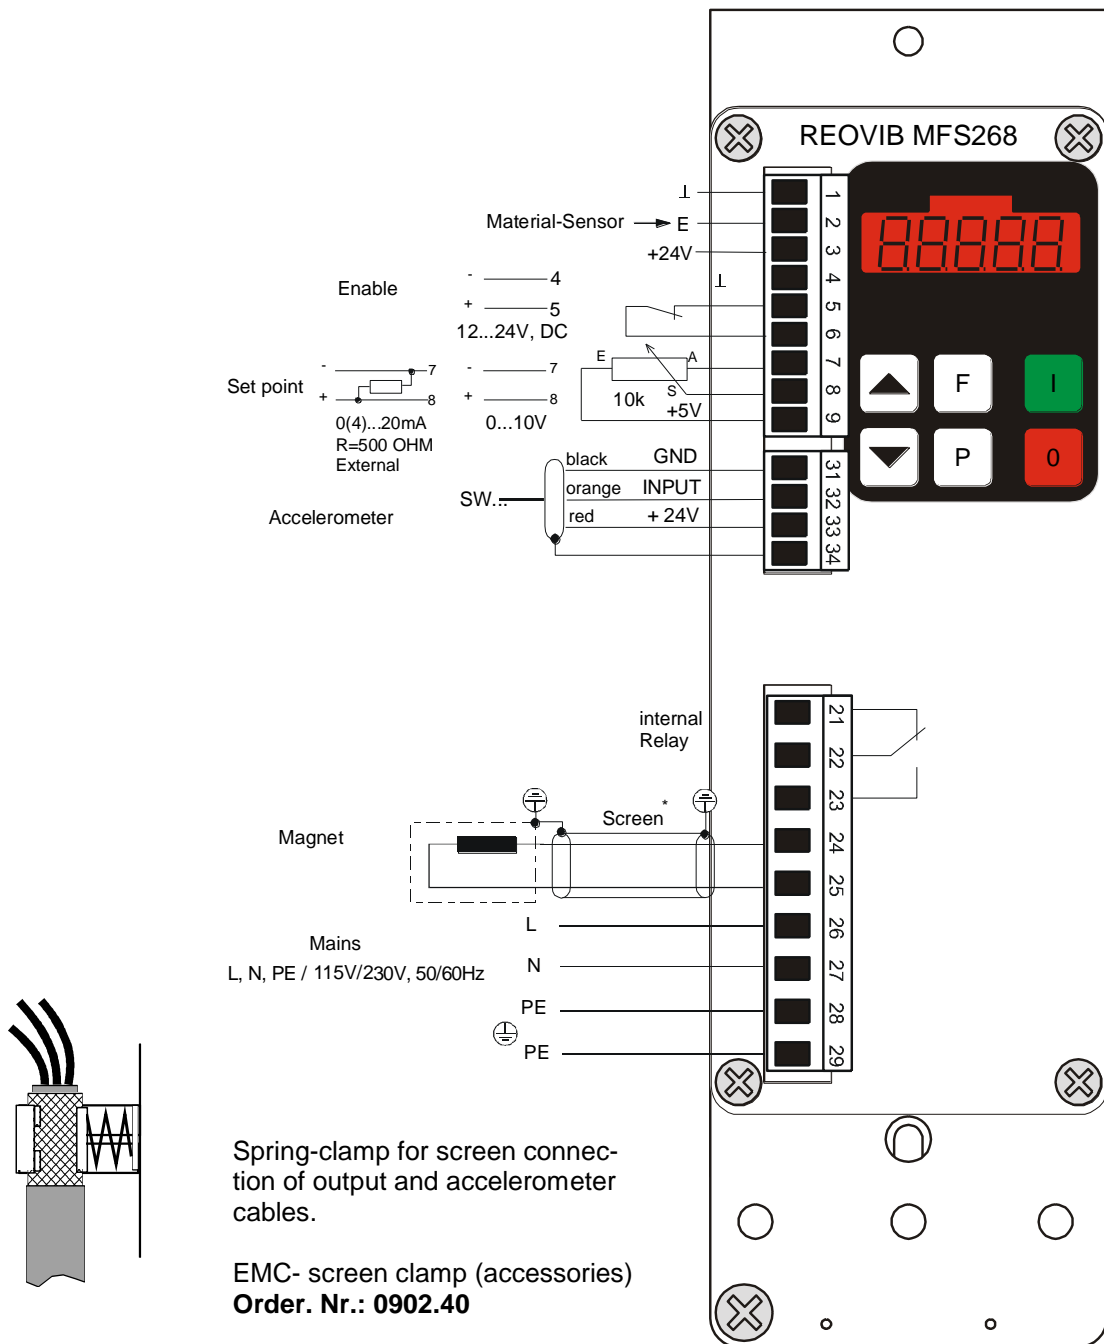 REOVIB MFS268
⊥ 1
Material-Sensor E 2
+24V 3
⊥ 4
5
6
7
8
9
88888
F I
P 0
Enable
- 4
+ 5
12...24V, DC
Set point
- 7
+ 8
0(4)...20mA
R=500 OHM
External
- 7
+ 8
0...10V
E A
10k S
+5V
Accelerometer
SW...
black GND 31
orange INPUT 32
red + 24V 33
34
internal
Relay
21
22
23
24
25
26
27
28
29
Screen *
Magnet
Mains
L, N, PE / 115V/230V, 50/60Hz
L
N
PE
PE
Spring-clamp for screen connec-
tion of output and accelerometer
cables.
EMC- screen clamp (accessories)
Order. Nr.: 0902.40